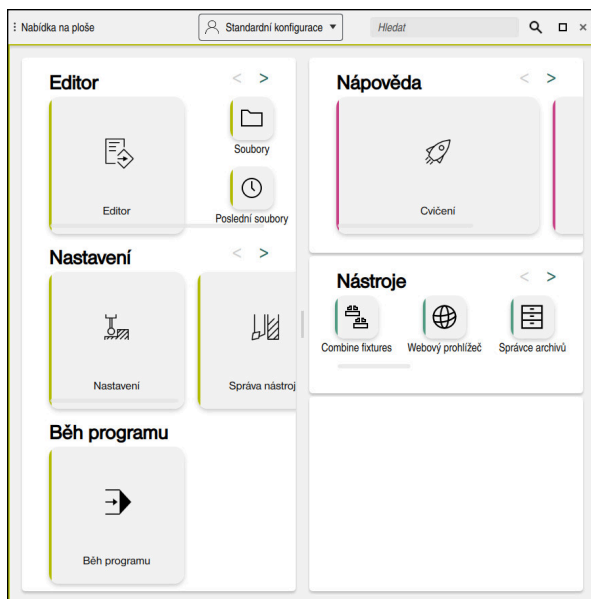 Nabídka na ploše
Standardní konfigurace
Hledat
Editor
Editor
Soubory
Poslední soubory
Nastavení
Nastavení
Správa nástroj
Běh programu
Běh programu
Nápověda
Cvičení
Nástroje
Combine fixtures
Webový prohlížeč
Správce archivů